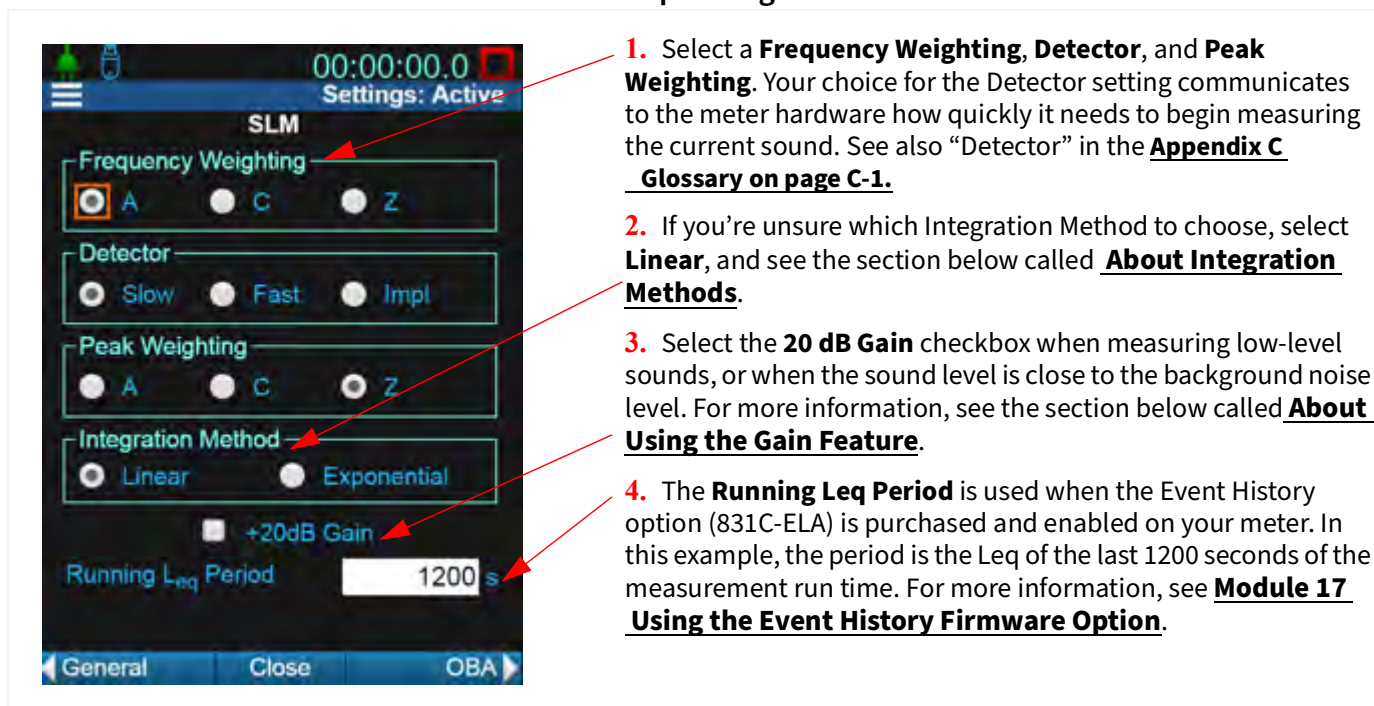 00:00:00.0
Settings: Active
SLM
Frequency Weighting
A C Z
Detector
Slow Fast Impl
Peak Weighting
A C Z
Integration Method
Linear Exponential
+20dB Gain
Running Leq Period 1200 s
General Close OBA
1. Select a Frequency Weighting, Detector, and Peak
Weighting. Your choice for the Detector setting communicates
to the meter hardware how quickly it needs to begin measuring
the current sound. See also “Detector” in the Appendix C
Glossary on page C-1.
2. If you’re unsure which Integration Method to choose, select
Linear, and see the section below called About Integration
Methods.
3. Select the 20 dB Gain checkbox when measuring low-level
sounds, or when the sound level is close to the background noise
level. For more information, see the section below called About
Using the Gain Feature.
4. The Running Leq Period is used when the Event History
option (831C-ELA) is purchased and enabled on your meter. In
this example, the period is the Leq of the last 1200 seconds of the
measurement run time. For more information, see Module 17
Using the Event History Firmware Option.